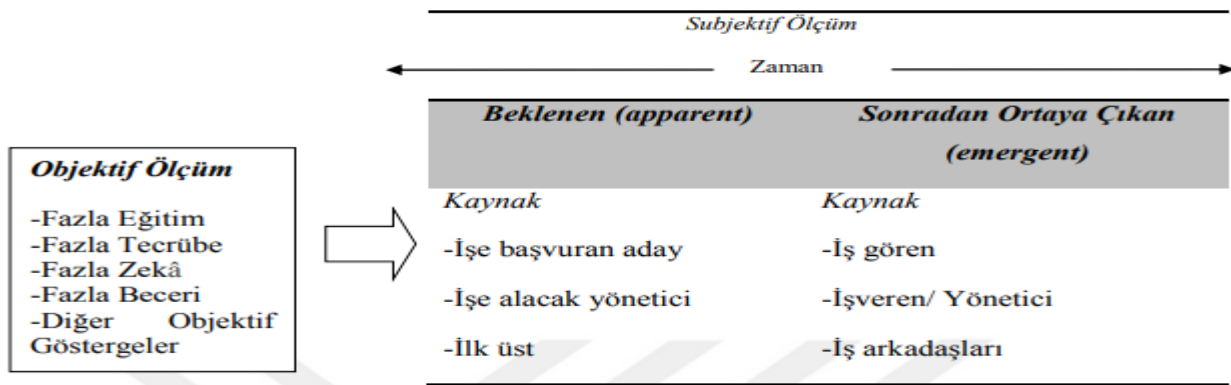 Subjektif Ölçüm
Zaman
Beklenen (apparent)
Sonradan Ortaya Çıkan
(emergent)
Objektif Ölçüm
-Fazla Eğitim
-Fazla Tecrübe
-Fazla Zekâ
-Fazla Beceri
-Diğer Objektif
Göstergeler
Kaynak
-İşe başvuran aday
-İşe alacak yönetici
-İlk üst
Kaynak
-İş gören
-İşveren/ Yönetici
-İş arkadaşları